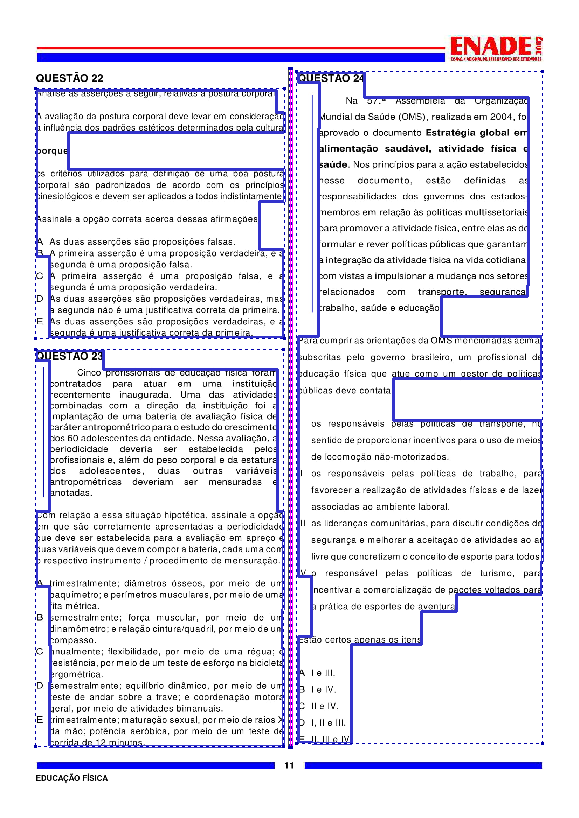 ENADE 2007
EXAME NACIONAL DE DESEMPENHO DOS ESTUDANTES
QUESTÃO 22
Analise as asserções a seguir, relativas à postura corporal.
A avaliação da postura corporal deve levar em consideração
a influência dos padrões estéticos determinados pela cultura
porque
os critérios utilizados para definição de uma boa postura
corporal são padronizados de acordo com os princípios
cinesiológicos e devem ser aplicados a todos indistintamente.
Assinale a opção correta acerca dessas afirmações.
A As duas asserções são proposições falsas.
B A primeira asserção é uma proposição verdadeira, e a
segunda é uma proposição falsa.
C A primeira asserção é uma proposição falsa, e a
segunda é uma proposição verdadeira.
D As duas asserções são proposições verdadeiras, mas
a segunda não é uma justificativa correta da primeira.
E As duas asserções são proposições verdadeiras, e a
segunda é uma justificativa correta da primeira.
QUESTÃO 23
Cinco profissionais de educação física foram
contratados para atuar em uma instituição
recentemente inaugurada. Uma das atividades
combinadas com a direção da instituição foi a
implantação de uma bateria de avaliação física de
caráter antropométrico para o estudo do crescimento
dos 60 adolescentes da entidade. Nessa avaliação, a
periodicidade deveria ser estabelecida pelos
profissionais e, além do peso corporal e da estatura
dos adolescentes, duas outras variáveis
antropométricas deveriam ser mensuradas e
anotadas.
Com relação a essa situação hipotética, assinale a opção
em que são corretamente apresentadas a periodicidade
que deve ser estabelecida para a avaliação em apreço e
duas variáveis que devem compor a bateria, cada uma com
o respectivo instrumento / procedimento de mensuração.
A trimestralmente; diâmetros ósseos, por meio de um
paquímetro; e perímetros musculares, por meio de uma
fita métrica.
B semestralmente; força muscular, por meio de um
dinamômetro; e relação cintura/quadril, por meio de um
compasso.
C anualmente; flexibilidade, por meio de uma régua; e
resistência, por meio de um teste de esforço na bicicleta
ergométrica.
D semestralmente; equilíbrio dinâmico, por meio de um
teste de andar sobre a trave; e coordenação motora
geral, por meio de atividades bimanuais.
E trimestralmente; maturação sexual, por meio de raios X
da mão; potência aeróbica, por meio de um teste de
corrida de 12 minutos.
QUESTÃO 24
Na 57.ª Assembléia da Organização
Mundial da Saúde (OMS), realizada em 2004, foi
aprovado o documento Estratégia global em
alimentação saudável, atividade física e
saúde. Nos princípios para a ação estabelecidos
nesse documento, estão definidas as
responsabilidades dos governos dos estados-
membros em relação às políticas multissetoriais
para promover a atividade física, entre elas as de
formular e rever políticas públicas que garantam
a integração da atividade física na vida cotidiana,
com vistas a impulsionar a mudança nos setores
relacionados com transporte, segurança,
trabalho, saúde e educação.
Para cumprir as orientações da OMS mencionadas acima,
subscritas pelo governo brasileiro, um profissional de
educação física que atue como um gestor de políticas
públicas deve contatar
os responsáveis pelas políticas de transporte, no
sentido de proporcionar incentivos para o uso de meios
de locomoção não-motorizados.
II os responsáveis pelas políticas de trabalho, para
favorecer a realização de atividades físicas e de lazer
associadas ao ambiente laboral.
III as lideranças comunitárias, para discutir condições de
segurança e melhorar a aceitação de atividades ao ar
livre que concretizem o conceito de esporte para todos.
IV o responsável pelas políticas de turismo, para
incentivar a comercialização de pacotes voltados para
a prática de esportes de aventura.
Estão certos apenas os itens
A I e III.
B I e IV.
C II e IV.
D I, II e III.
E II, III e IV.
11
EDUCAÇÃO FÍSICA